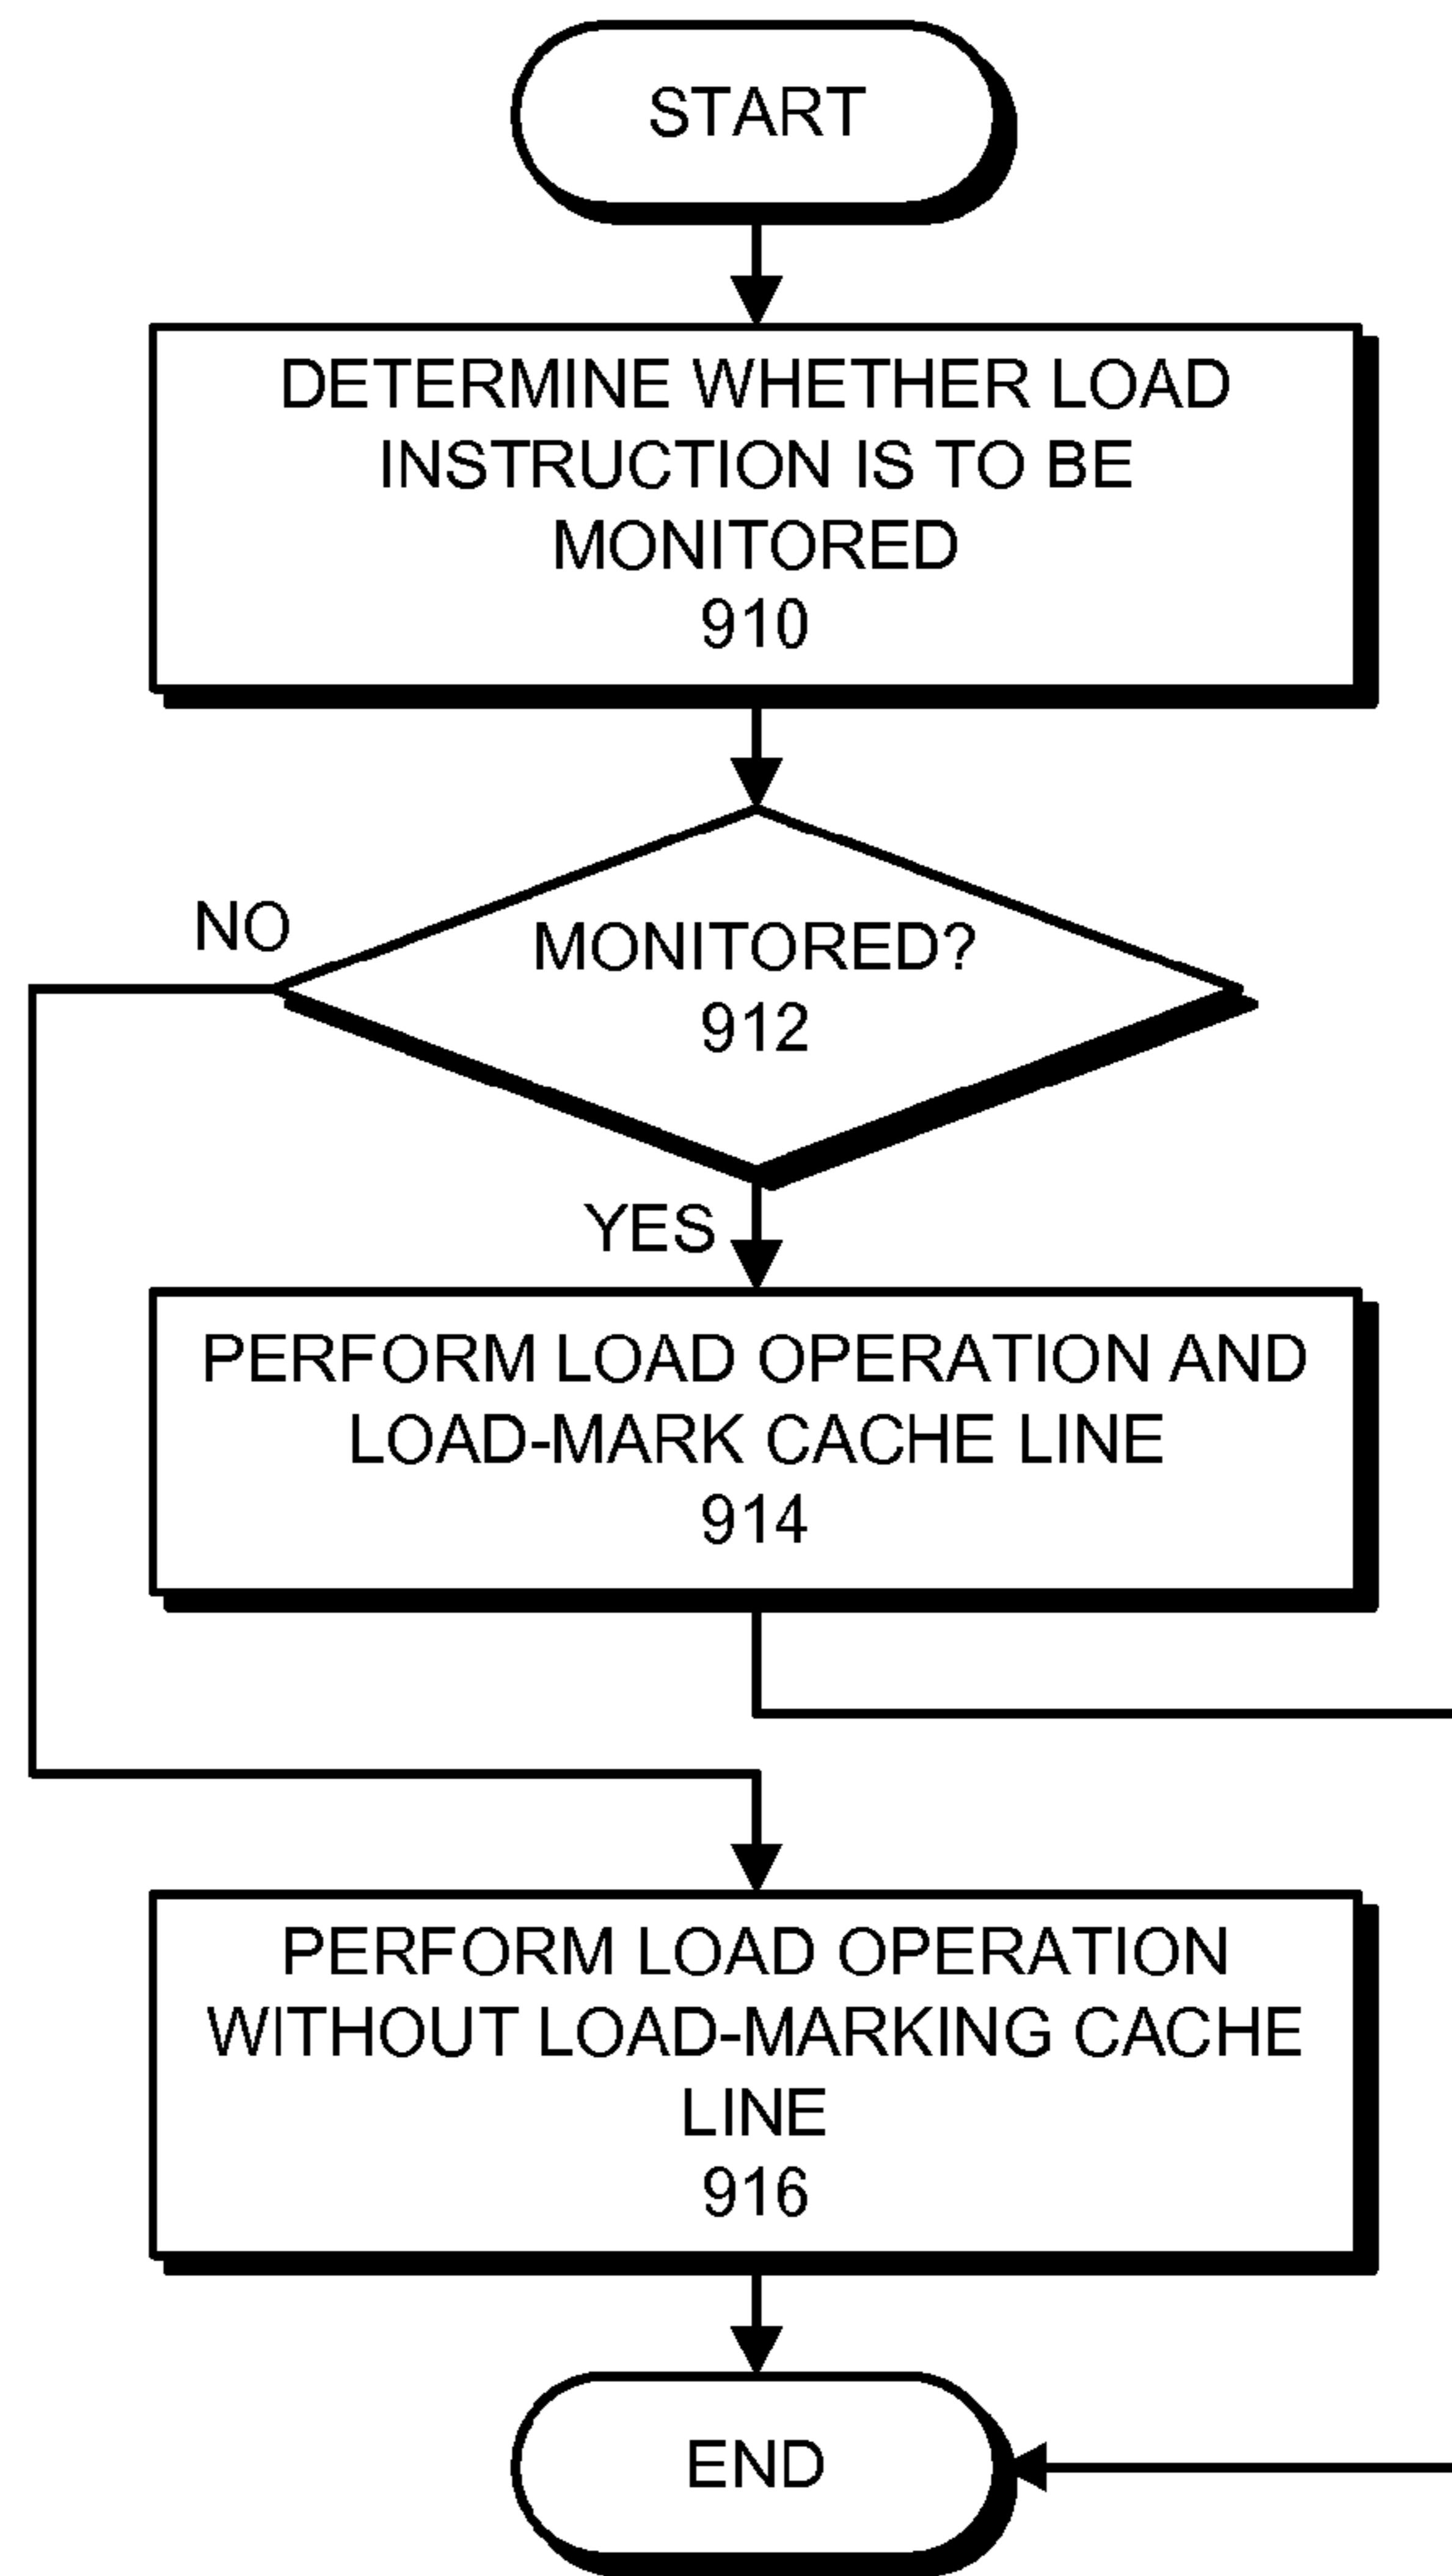 START
DETERMINE WHETHER LOAD
INSTRUCTION IS TO BE
MONITORED
910
NO
MONITORED?
912
YES
PERFORM LOAD OPERATION AND
LOAD-MARK CACHE LINE
914
PERFORM LOAD OPERATION
WITHOUT LOAD-MARKING CACHE
LINE
916
END